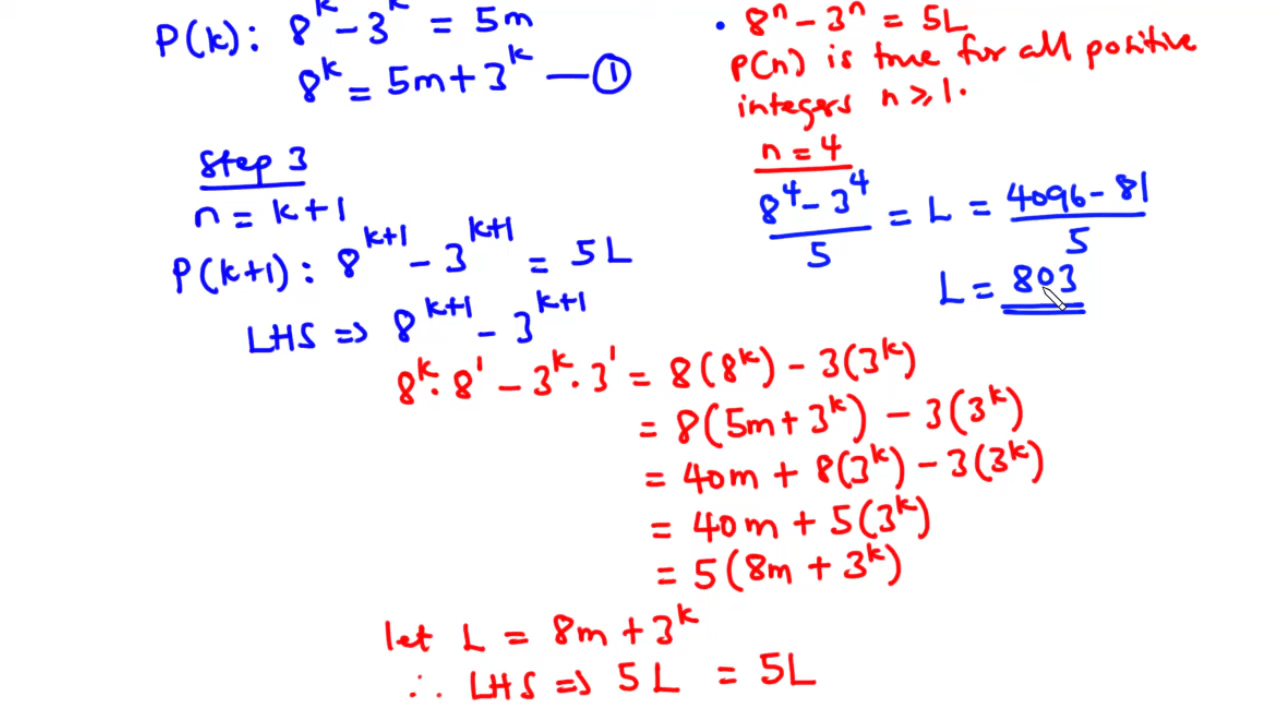 P(k): 8^k - 3^k = 5m
8^k = 5m + 3^k — ①
Step 3
n = k+1
P(k+1): 8^{k+1} - 3^{k+1} = 5L
LHS ⇒ 8^{k+1} - 3^{k+1}
8^k · 8^1 - 3^k · 3^1 = 8(8^k) - 3(3^k)
= 8(5m + 3^k) - 3(3^k)
= 40m + 8(3^k) - 3(3^k)
= 40m + 5(3^k)
= 5(8m + 3^k)
let L = 8m + 3^k
∴ LHS ⇒ 5L = 5L
• 8^n - 3^n = 5L
P(n) is true for all positive
integers n ⩾ 1.
n = 4
(8^4 - 3^4)/5 = L = (4096 - 81)/5
L = 803